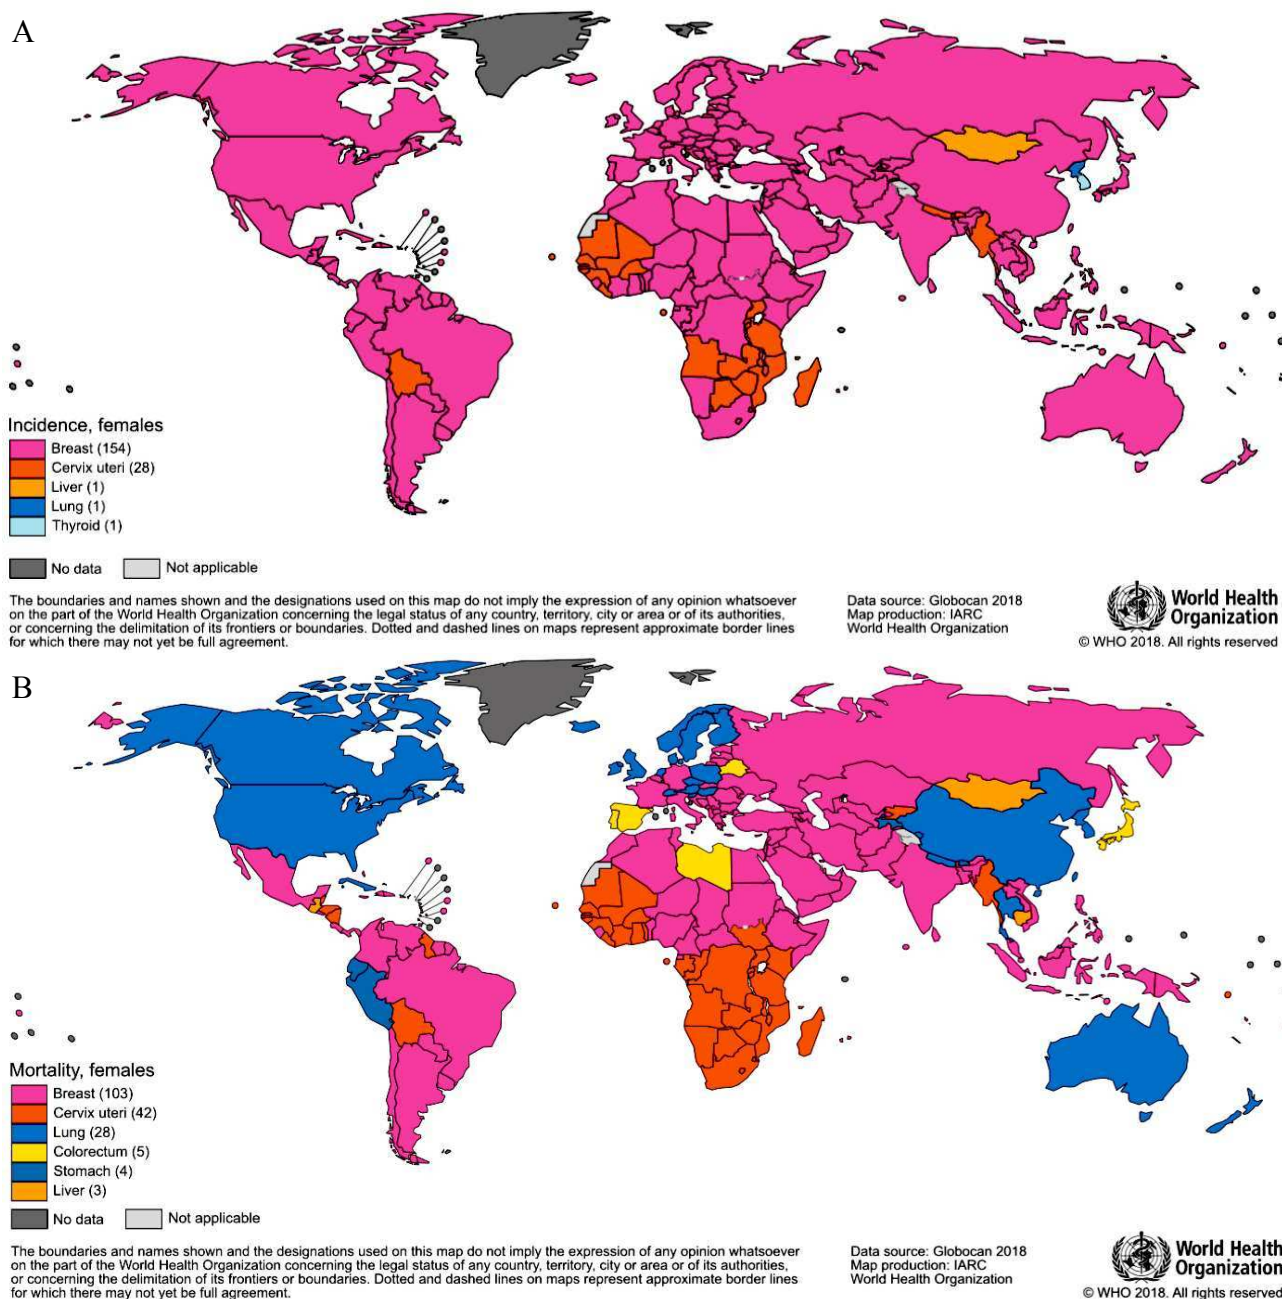 A
Incidence, females
Breast (154)
Cervix uteri (28)
Liver (1)
Lung (1)
Thyroid (1)
No data
Not applicable
The boundaries and names shown and the designations used on this map do not imply the expression of any opinion whatsoever
on the part of the World Health Organization concerning the legal status of any country, territory, city or area or of its authorities,
or concerning the delimitation of its frontiers or boundaries. Dotted and dashed lines on maps represent approximate border lines
for which there may not yet be full agreement.
Data source: Globocan 2018
Map production: IARC
World Health Organization
World Health
Organization
© WHO 2018. All rights reserved
B
Mortality, females
Breast (103)
Cervix uteri (42)
Lung (28)
Colorectum (5)
Stomach (4)
Liver (3)
No data
Not applicable
The boundaries and names shown and the designations used on this map do not imply the expression of any opinion whatsoever
on the part of the World Health Organization concerning the legal status of any country, territory, city or area or of its authorities,
or concerning the delimitation of its frontiers or boundaries. Dotted and dashed lines on maps represent approximate border lines
for which there may not yet be full agreement.
Data source: Globocan 2018
Map production: IARC
World Health Organization
World Health
Organization
© WHO 2018. All rights reserved